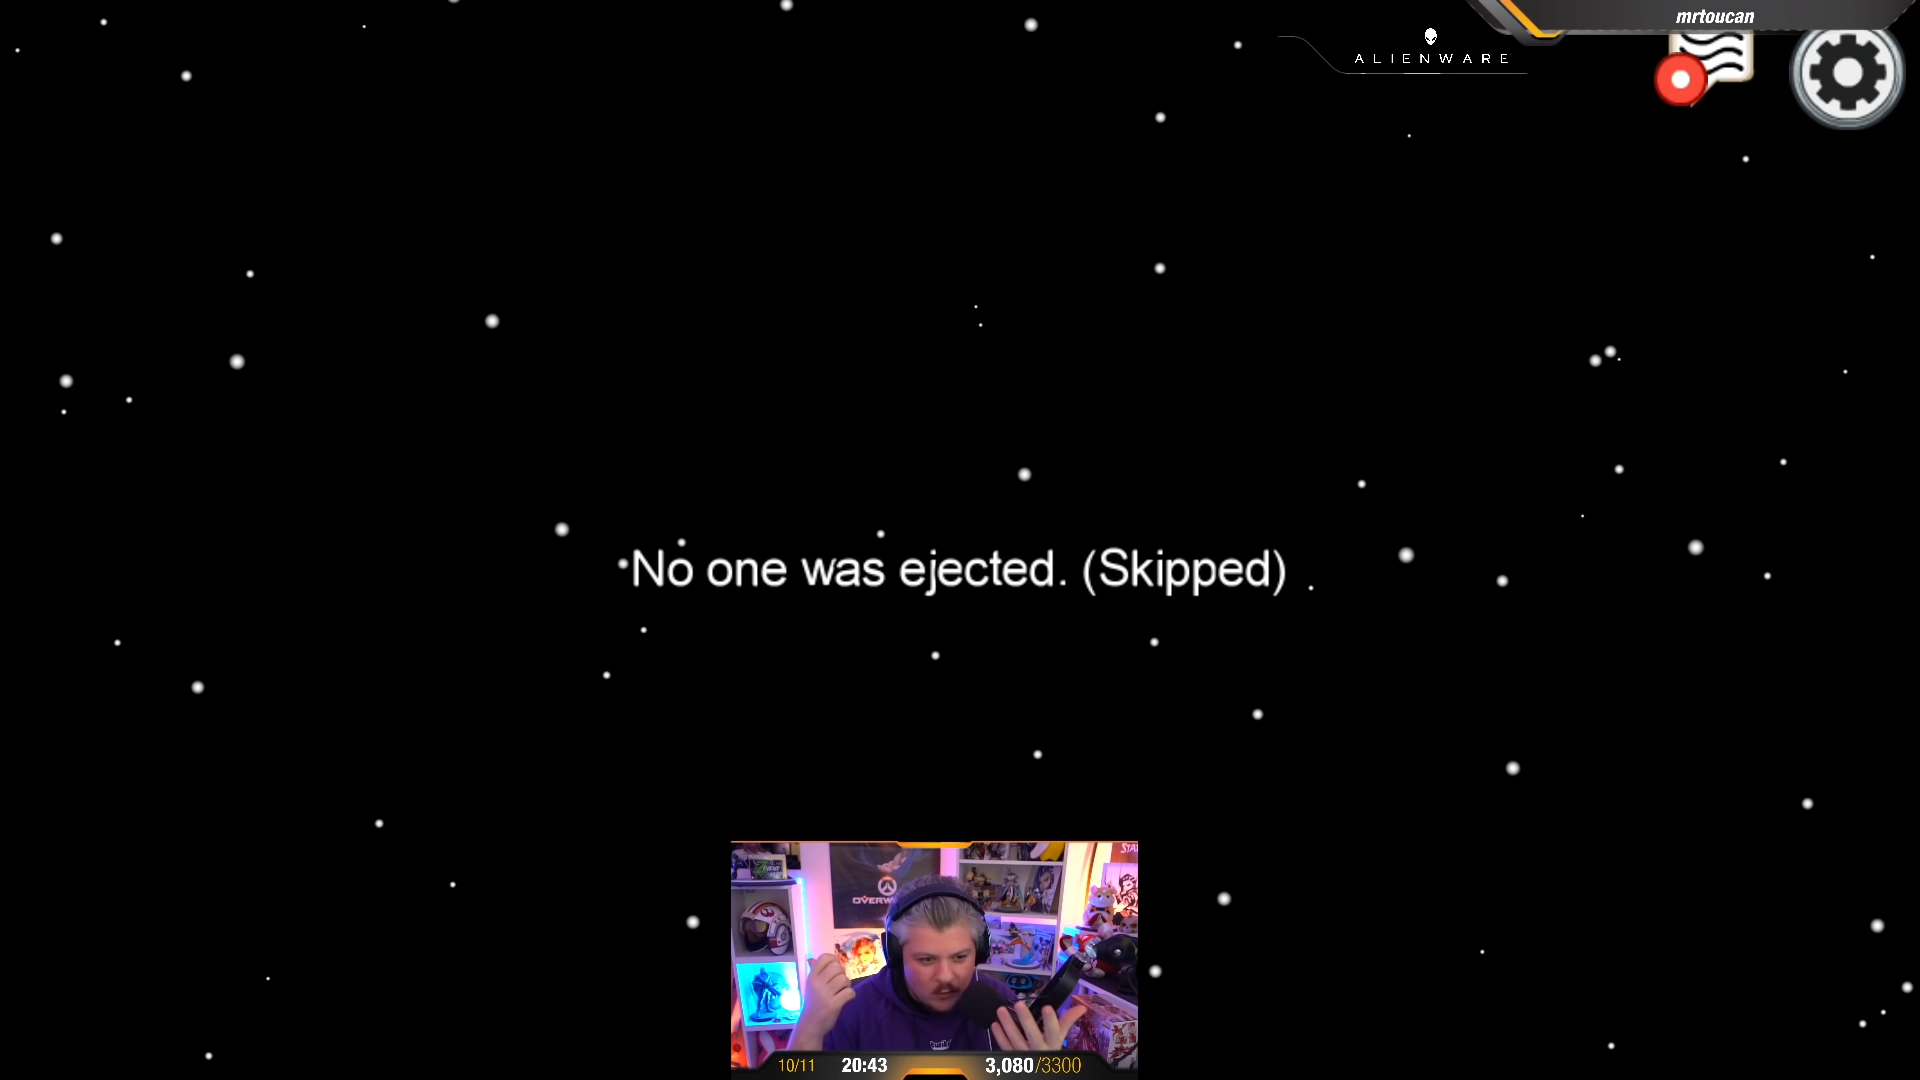 mrtoucan
ALIENWARE
No one was ejected. (Skipped)
10/11 20:43 3,080/3300